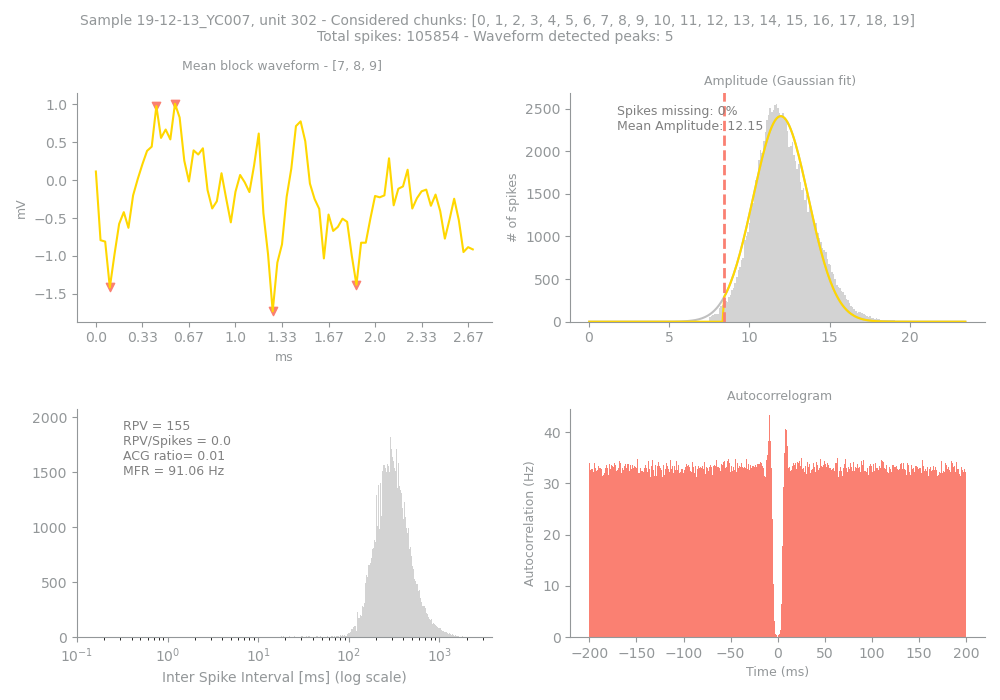 Sample 19-12-13_YC007, unit 302 - Considered chunks: [0, 1, 2, 3, 4, 5, 6, 7, 8, 9, 10, 11, 12, 13, 14, 15, 16, 17, 18, 19]
Total spikes: 105854 - Waveform detected peaks: 5
Mean block waveform - [7, 8, 9]
1.0
0.5
0.0
−0.5
−1.0
−1.5
mV
0.0 0.33 0.67 1.0 1.33 1.67 2.0 2.33 2.67
ms
Amplitude (Gaussian fit)
Spikes missing: 0%
Mean Amplitude: 12.15
2500
2000
1500
1000
500
0
# of spikes
0 5 10 15 20
RPV = 155
RPV/Spikes = 0.0
ACG ratio= 0.01
MFR = 91.06 Hz
2000
1500
1000
500
0
10⁻¹ 10⁰ 10¹ 10² 10³
Inter Spike Interval [ms] (log scale)
Autocorrelogram
40
30
20
10
0
Autocorrelation (Hz)
−200 −150 −100 −50 0 50 100 150 200
Time (ms)